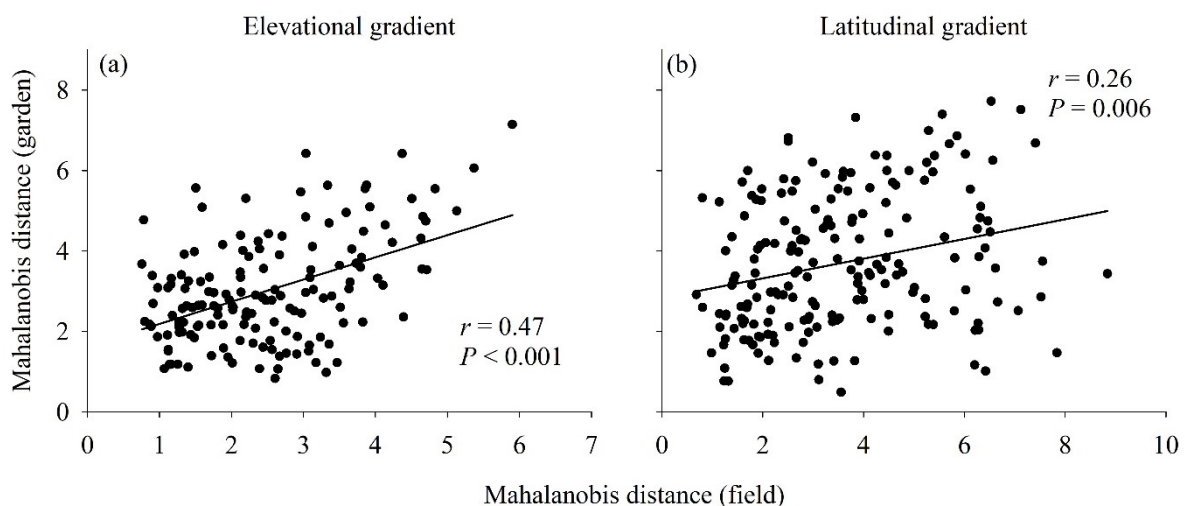 Elevational gradient
Latitudinal gradient
(a)
(b)
r = 0.26
P = 0.006
r = 0.47
P < 0.001
Mahalanobis distance (garden)
8
6
4
2
0
0 1 2 3 4 5 6 7
0 2 4 6 8 10
Mahalanobis distance (field)